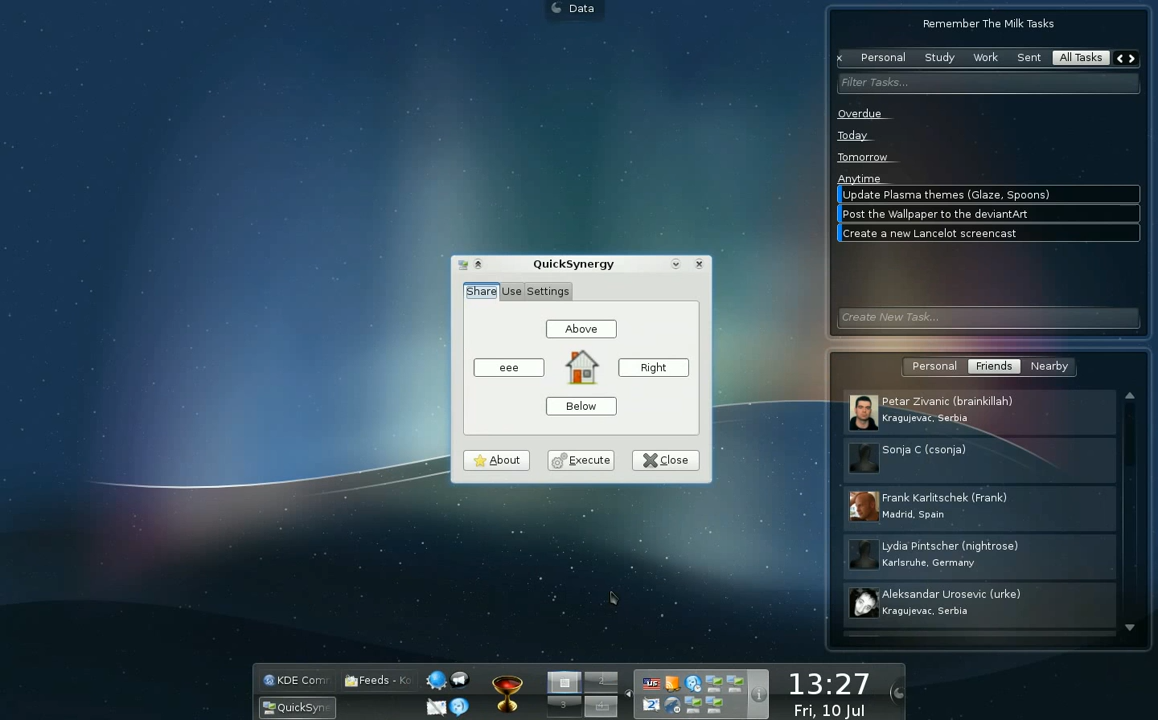 Data
Remember The Milk Tasks
Personal Study Work Sent All Tasks
Filter Tasks...
Overdue
Today
Tomorrow
Anytime
Update Plasma themes (Glaze, Spoons)
Post the Wallpaper to the deviantArt
Create a new Lancelot screencast
Create New Task...
QuickSynergy
Share Use Settings
Above
eee
Right
Below
About Execute Close
Personal Friends Nearby
Petar Zivanic (brainkillah)
Kragujevac, Serbia
Sonja C (csonja)
Frank Karlitschek (Frank)
Madrid, Spain
Lydia Pintscher (nightrose)
Karlsruhe, Germany
Aleksandar Urosevic (urke)
Kragujevac, Serbia
KDE Com
Feeds - Ko
QuickSyne
2
3
US
13:27
Fri, 10 Jul